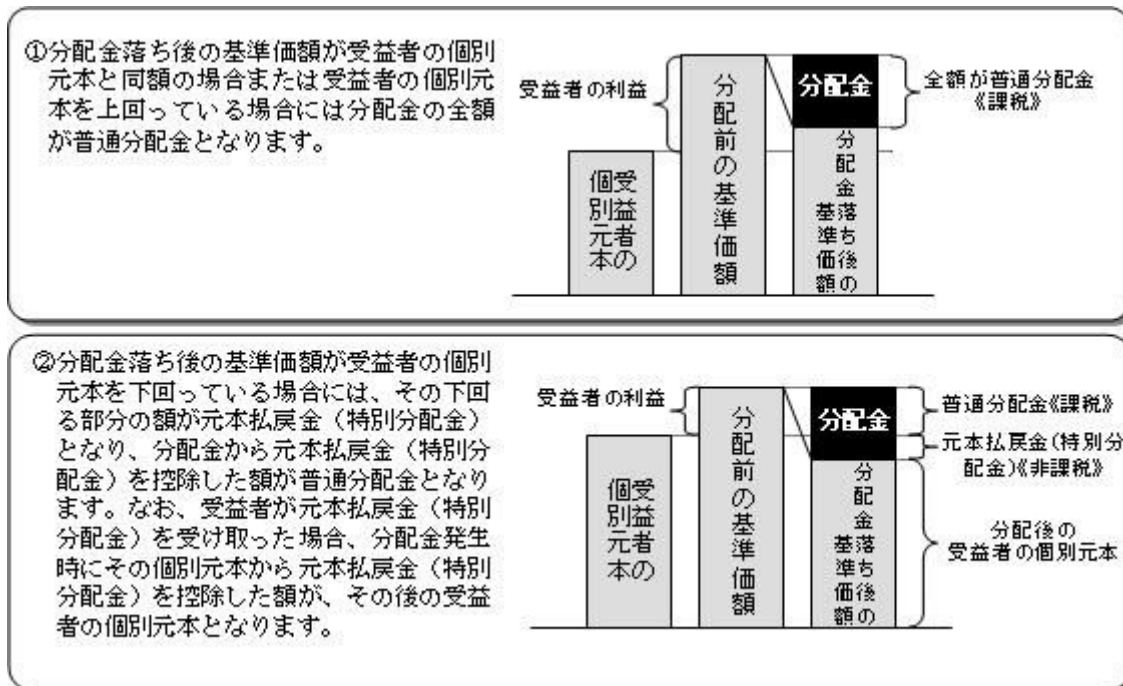 ①分配金落ち後の基準価額が受益者の個別
元本と同額の場合または受益者の個別元
本を上回っている場合には分配金の全額
が普通分配金となります。
受益者の利益
受益者の
個別元本
分配前の基準価額
分配金
分配金落ち後の
基準価額
全額が普通分配金
《課税》
②分配金落ち後の基準価額が受益者の個別
元本を下回っている場合には、その下回
る部分の額が元本払戻金（特別分配金）
となり、分配金から元本払戻金（特別分
配金）を控除した額が普通分配金となり
ます。なお、受益者が元本払戻金（特別
分配金）を受け取った場合、分配金発生
時にその個別元本から元本払戻金（特別
分配金）を控除した額が、その後の受益
者の個別元本となります。
受益者の利益
受益者の
個別元本
分配前の基準価額
分配金
分配金落ち後の
基準価額
普通分配金《課税》
元本払戻金(特別分
配金)《非課税》
分配後の
受益者の個別元本